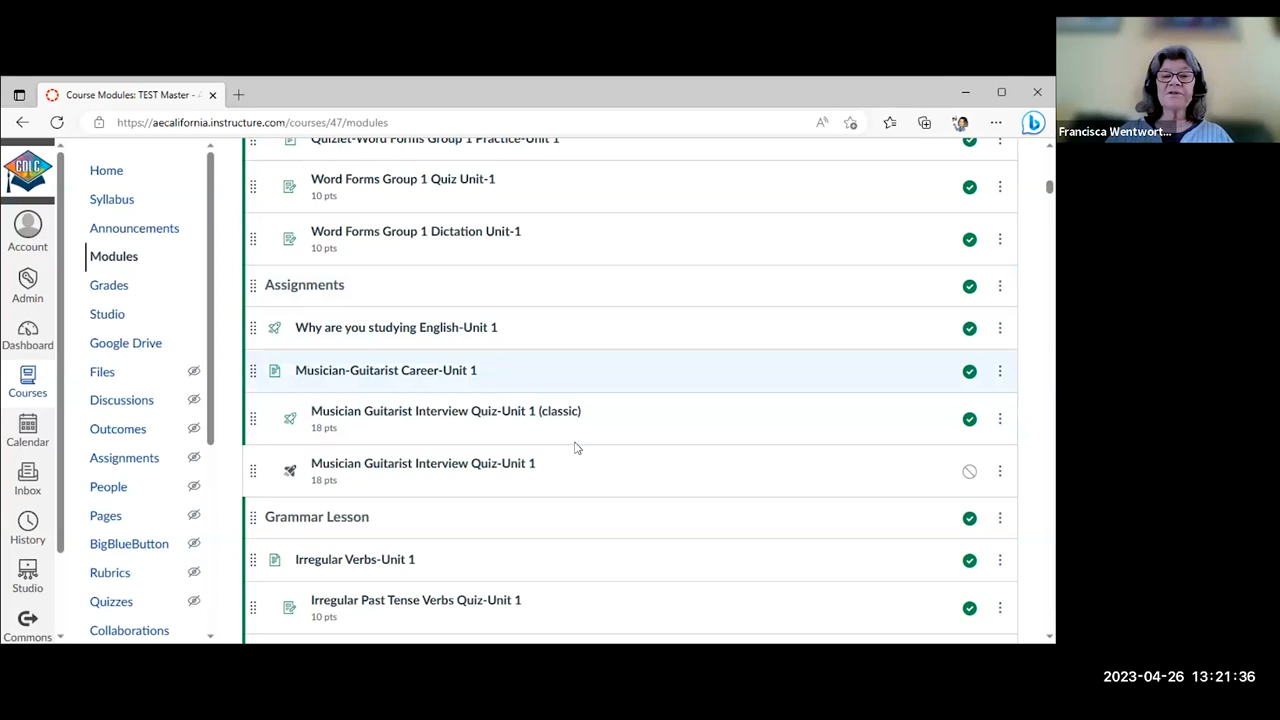 Course Modules: TEST Master -
https://aecalifornia.instructure.com/courses/47/modules
Francisca Wentwort...
CDLC
Account
Admin
Dashboard
Courses
Calendar
Inbox
History
Studio
Commons
Home
Syllabus
Announcements
Modules
Grades
Studio
Google Drive
Files
Discussions
Outcomes
Assignments
People
Pages
BigBlueButton
Rubrics
Quizzes
Collaborations
Quizlet-Word Forms Group 1 Practice-Unit 1
Word Forms Group 1 Quiz Unit-1
10 pts
Word Forms Group 1 Dictation Unit-1
10 pts
Assignments
Why are you studying English-Unit 1
Musician-Guitarist Career-Unit 1
Musician Guitarist Interview Quiz-Unit 1 (classic)
18 pts
Musician Guitarist Interview Quiz-Unit 1
18 pts
Grammar Lesson
Irregular Verbs-Unit 1
Irregular Past Tense Verbs Quiz-Unit 1
10 pts
2023-04-26 13:21:36